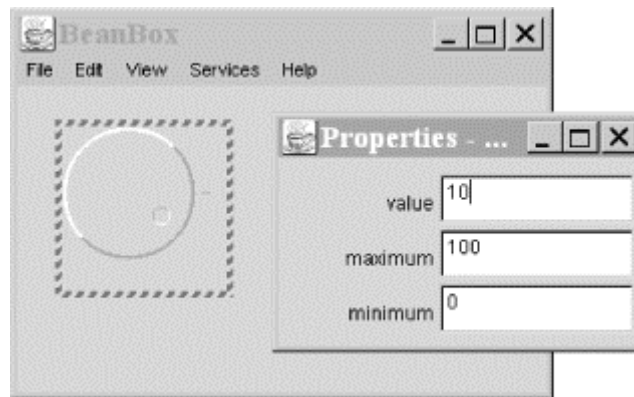 BeanBox
File Edit View Services Help
Properties - ...
value 10
maximum 100
minimum 0